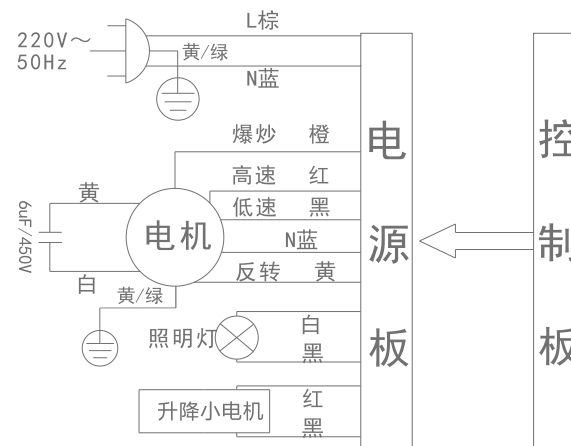 L棕
220V～
50Hz
黄/绿
N蓝
爆炒 橙
高速 红
低速 黑
N蓝
反转 黄
黄
6uF/450V
电机
白
黄/绿
照明灯
白
黑
升降小电机
红
黑
电源板
控制板